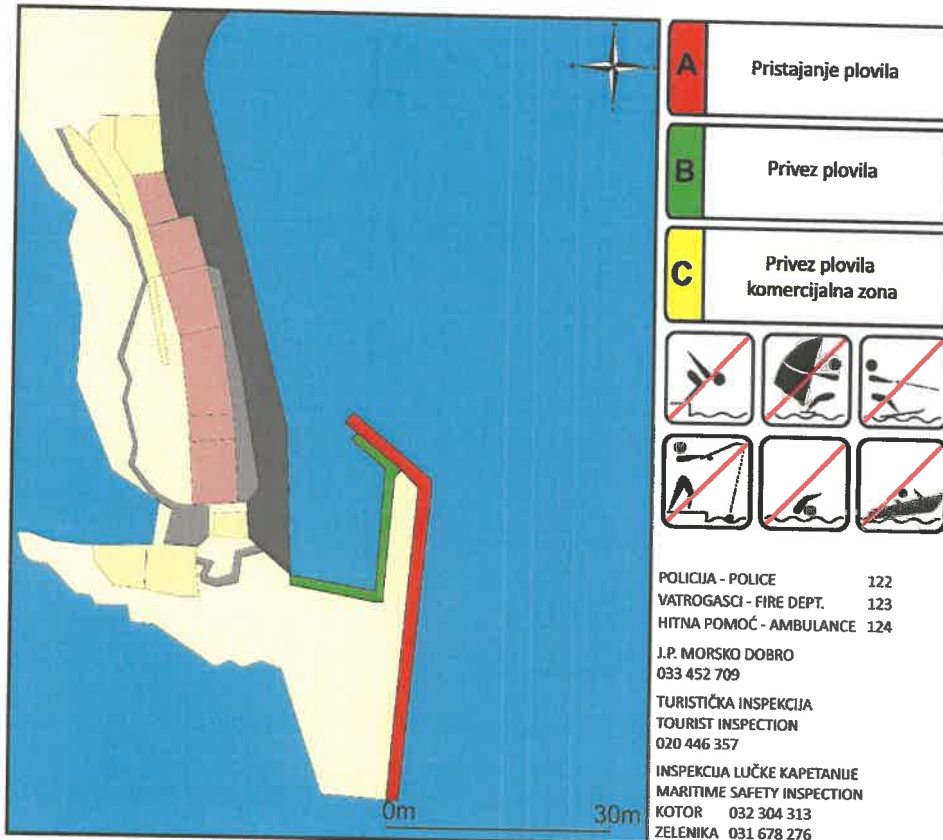 A
Pristajanje plovila
B
Privez plovila
C
Privez plovila
komercijalna zona
POLICIJA - POLICE 122
VATROGASCI - FIRE DEPT. 123
HITNA POMOĆ - AMBULANCE 124
J.P. MORSKO DOBRO
033 452 709
TURISTIČKA INSPEKCIJA
TOURIST INSPECTION
020 446 357
INSPEKCIJA LUČKE KAPETANIJE
MARITIME SAFETY INSPECTION
KOTOR 032 304 313
ZELENIKA 031 678 276
0m 30m